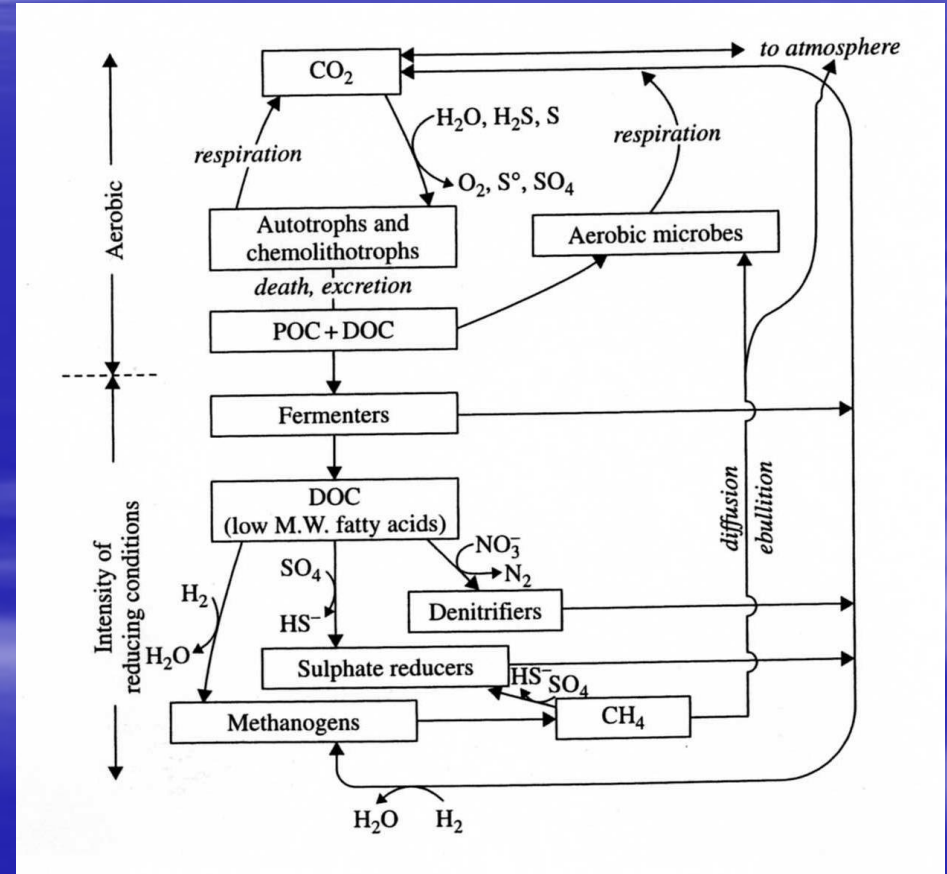 to atmosphere
CO₂
H₂O, H₂S, S
respiration
respiration
O₂, S°, SO₄
Aerobic
Autotrophs and
chemolithotrophs
Aerobic microbes
death, excretion
POC + DOC
Fermenters
DOC
(low M.W. fatty acids)
diffusion
ebullition
Intensity of
reducing conditions
SO₄
NO₃⁻
N₂
H₂
HS⁻
Denitrifiers
H₂O
Sulphate reducers
HS⁻
SO₄
Methanogens
CH₄
H₂O
H₂